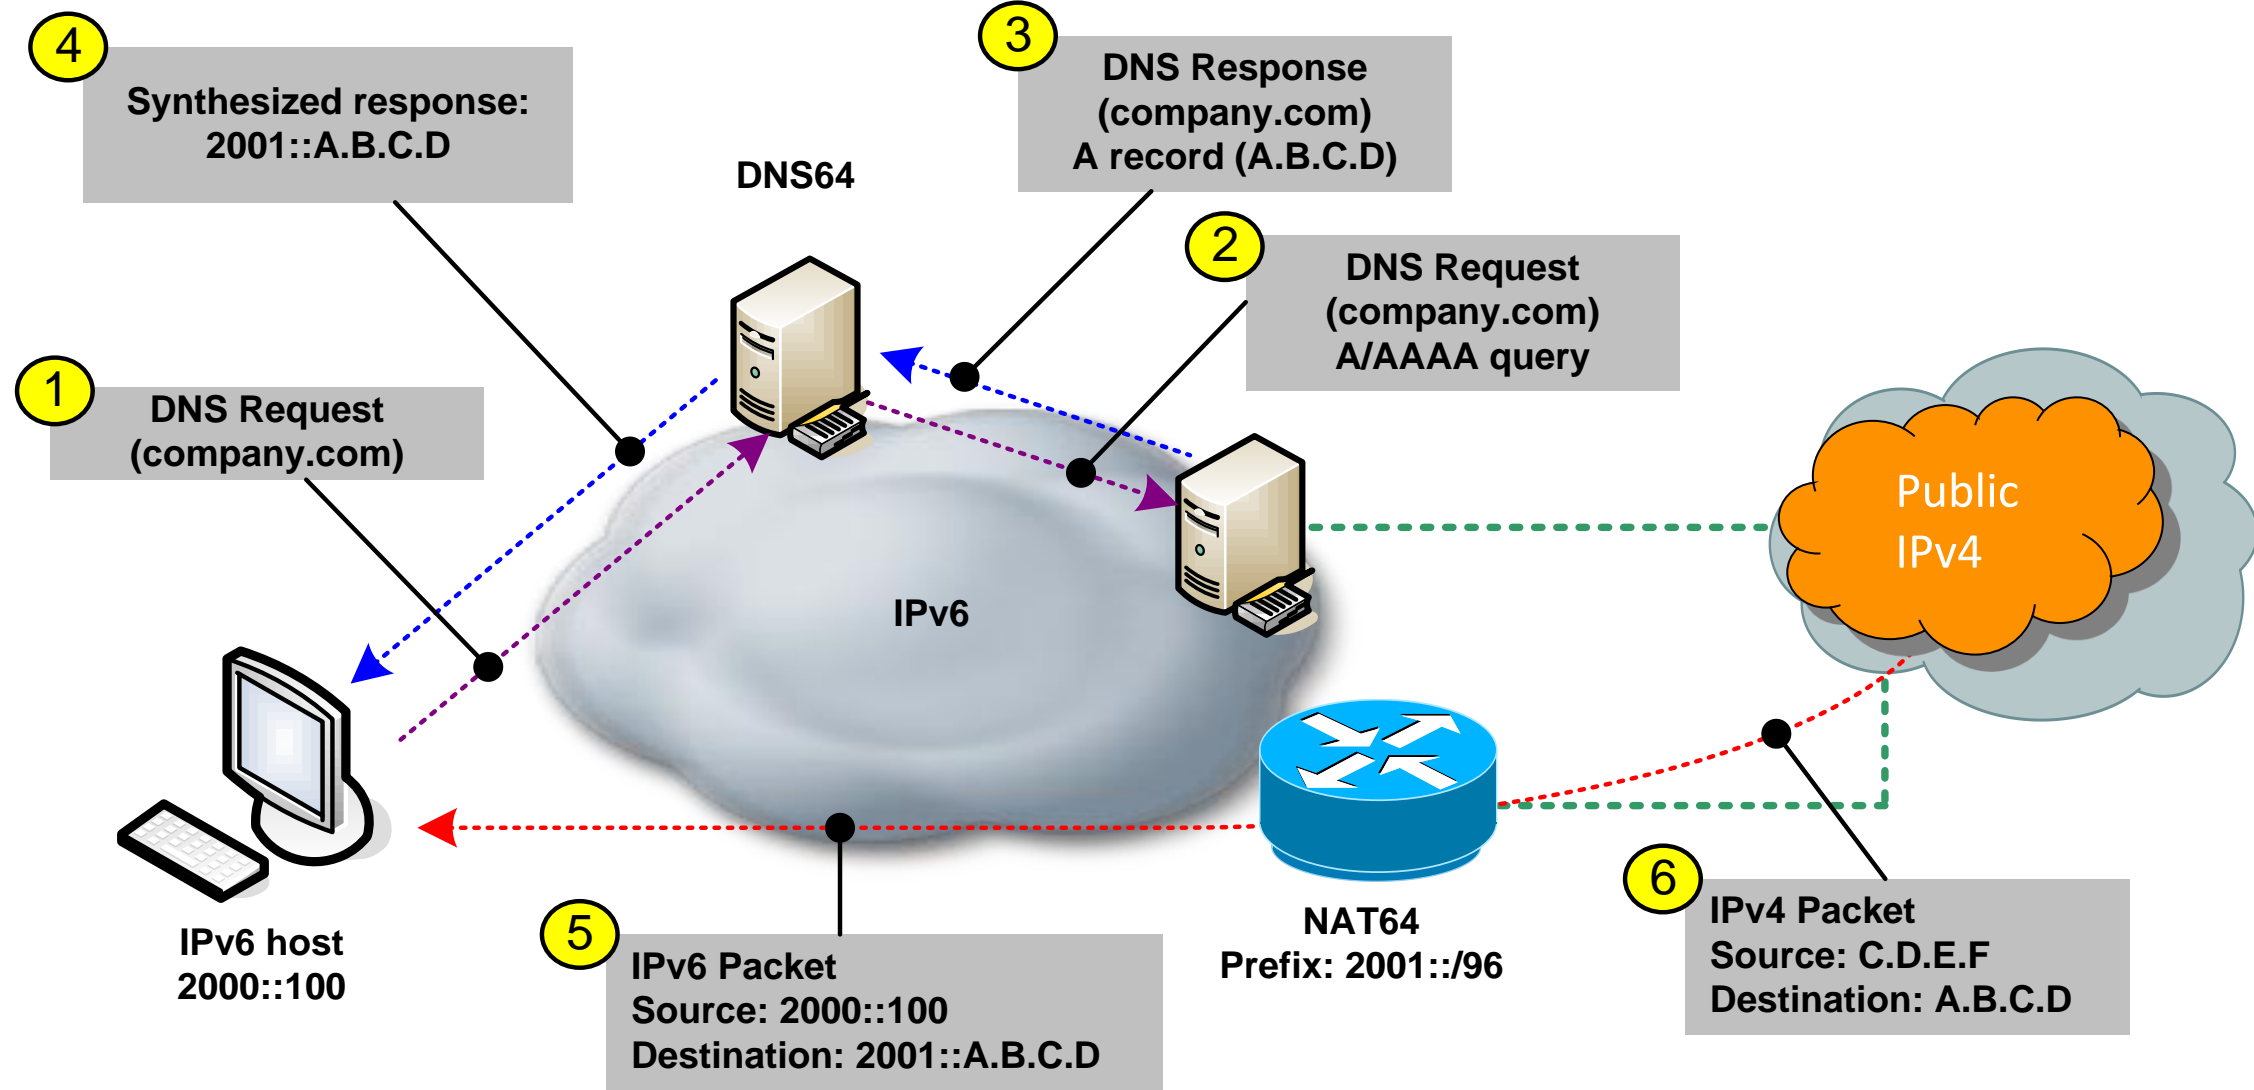 4
Synthesized response:
2001::A.B.C.D
3
DNS Response
(company.com)
A record (A.B.C.D)
DNS64
2
DNS Request
(company.com)
A/AAAA query
1
DNS Request
(company.com)
Public
IPv4
IPv6
IPv6 host
2000::100
5
IPv6 Packet
Source: 2000::100
Destination: 2001::A.B.C.D
NAT64
Prefix: 2001::/96
6
IPv4 Packet
Source: C.D.E.F
Destination: A.B.C.D